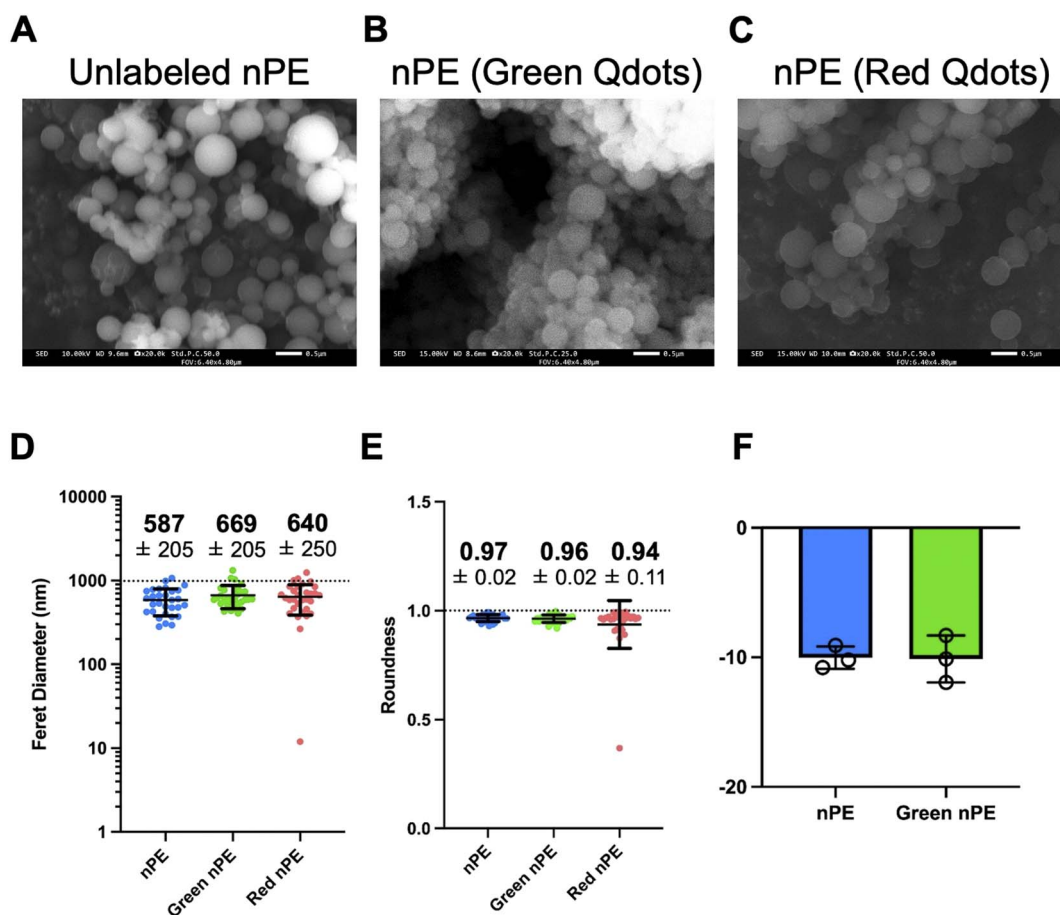 A
B
C
Unlabeled nPE
nPE (Green Qdots)
nPE (Red Qdots)
SED 10.00kV WD 9.6mm x20.0k Std.P.C.50.0 0.5µm
FOV:6.40x4.80µm
SED 15.00kV WD 8.6mm x20.0k Std.P.C.25.0 0.5µm
FOV:6.40x4.80µm
SED 15.00kV WD 10.0mm x20.0k Std.P.C.50.0 0.5µm
FOV:6.40x4.80µm
D
Feret Diameter (nm)
10000
1000
100
10
1
587
± 205
669
± 205
640
± 250
nPE
Green nPE
Red nPE
E
Roundness
1.5
1.0
0.5
0.0
0.97
± 0.02
0.96
± 0.02
0.94
± 0.11
nPE
Green nPE
Red nPE
F
0
-10
-20
nPE
Green nPE